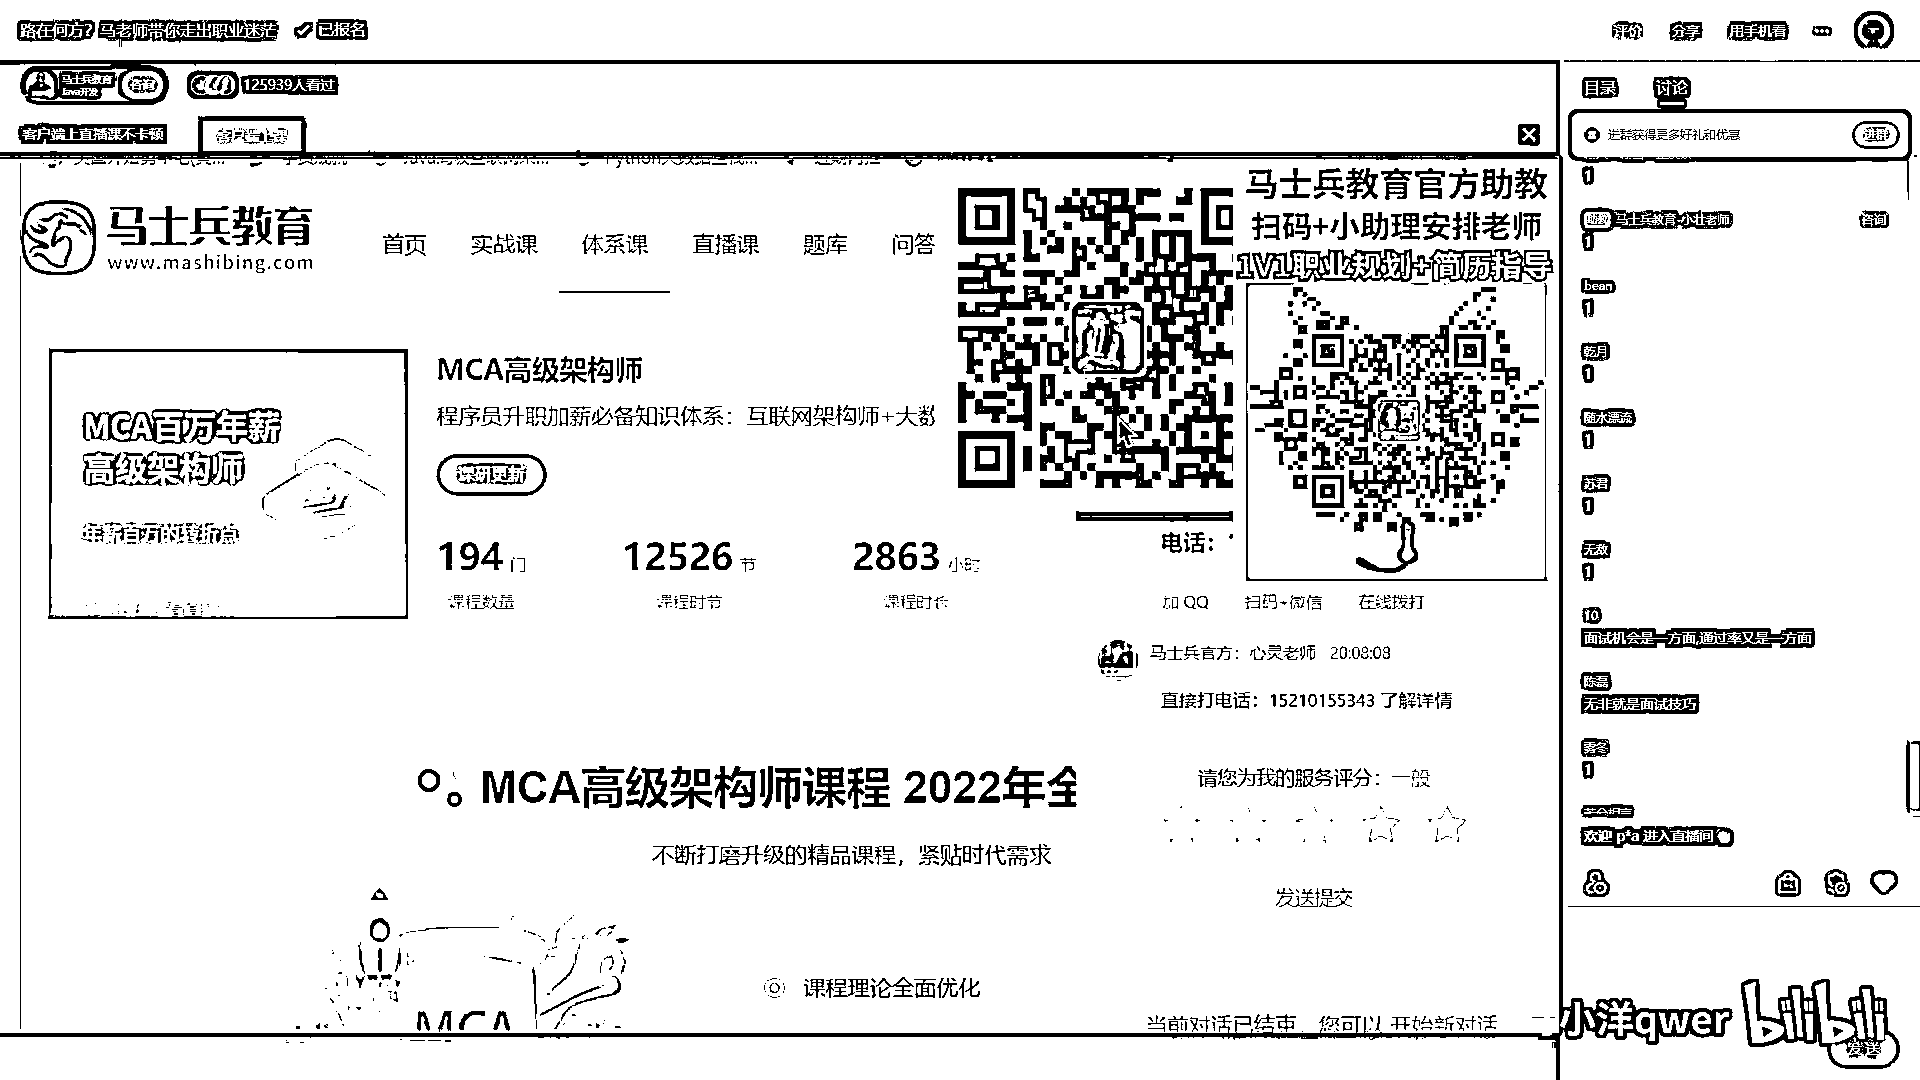 路在何方？马老师带你走出职业迷茫 已报名
评价 分享 用手机看
马士兵教育
Java开发
咨询
125939人看过
目录 讨论
客户端上直播课不卡顿
进群获得更多好礼和优惠 进群
马士兵教育
www.mashibing.com
首页 实战课 体系课 直播课 题库 问答
马士兵教育官方助教
扫码+小助理安排老师
1V1职业规划+简历指导
MCA百万年薪
高级架构师
年薪百万的转折点
MCA高级架构师
程序员升职加薪必备知识体系：互联网架构师+大数
课研更新
194 门
课程数量
12526 节
课程时节
2863 小时
课程时长
电话：
加 QQ 扫码+微信 在线拨打
马士兵官方：心灵老师 20:08:08
直接打电话：15210155343 了解详情
MCA高级架构师课程 2022年全
不断打磨升级的精品课程，紧贴时代需求
请您为我的服务评分：一般
发送提交
课程理论全面优化
MCA
当前对话已结束，您可以 开始新对话
1
马士兵教育-小壮老师 咨询
1
bean
1
乾月
1
随水漂流
1
苏君
1
无敌
1
10
面试机会是一方面,通过率又是一方面
陈磊
无非就是面试技巧
雾冬
1
欢迎 p*a 进入直播间
小洋qwer bilibili
发送